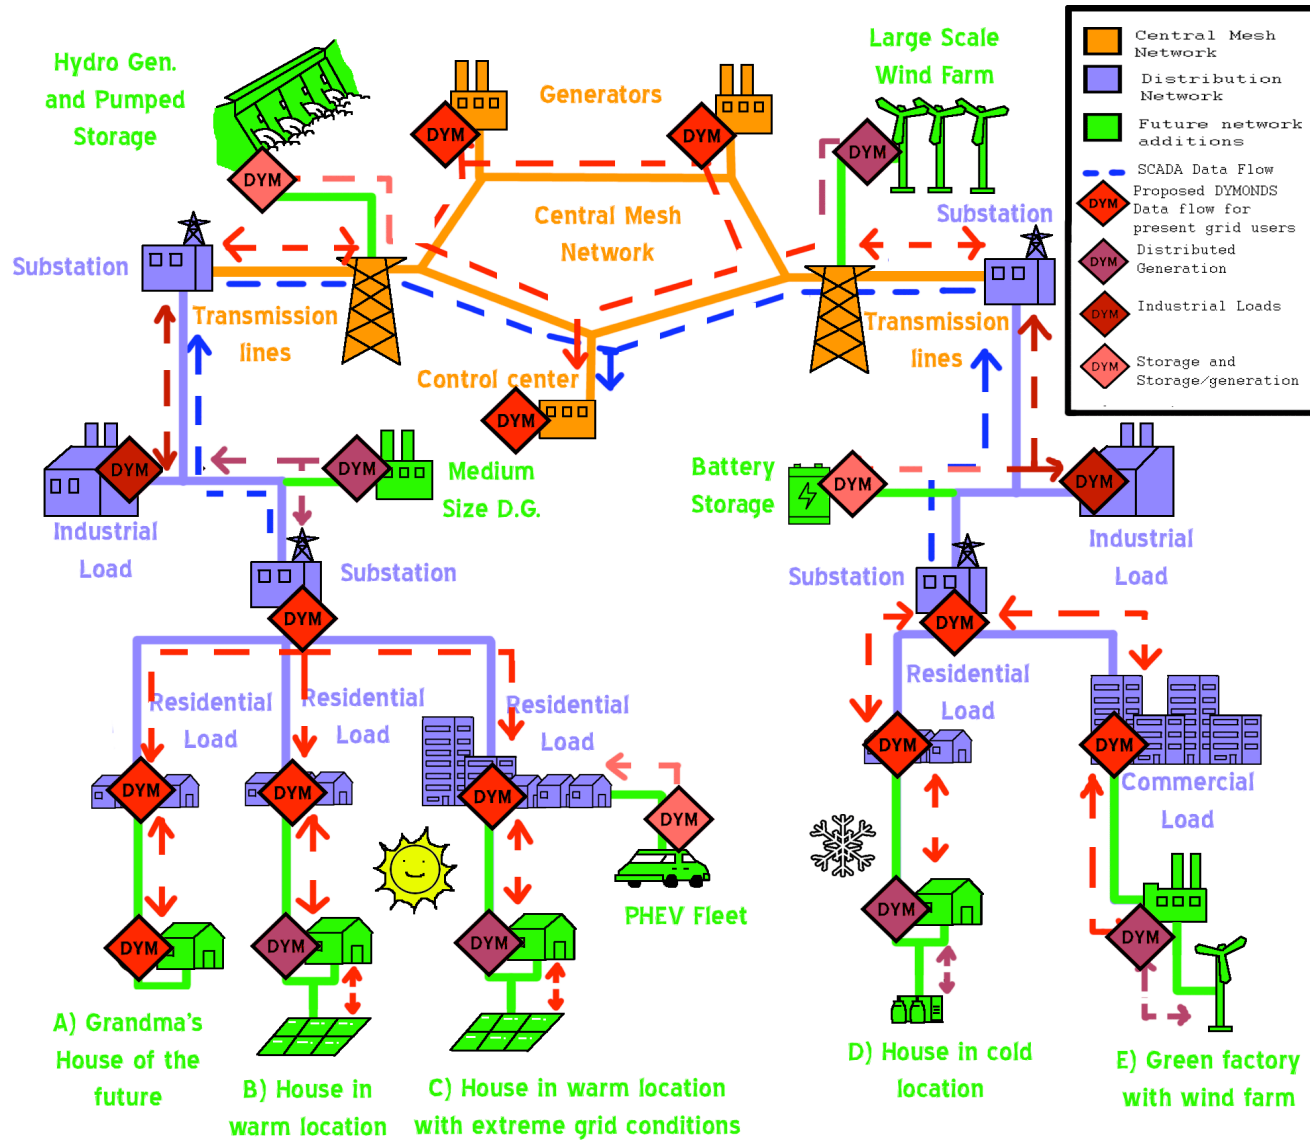 Hydro Gen.
and Pumped
Storage
DYM
DYM
Generators
DYM
Large Scale
Wind Farm
DYM
Central Mesh
Network
Distribution
Network
Future network
additions
SCADA Data Flow
DYM
Proposed DYMONDS
Data flow for
present grid users
DYM
Distributed
Generation
DYM
Industrial Loads
DYM
Storage and
Storage/generation
Substation
Central Mesh
Network
Substation
Transmission
lines
Transmission
lines
Control center
DYM
DYM
Industrial
Load
DYM
Medium
Size D.G.
Battery
Storage
DYM
DYM
Industrial
Load
Substation
DYM
Substation
DYM
Residential
Load
Residential
Load
Residential
Load
Residential
Load
DYM
DYM
DYM
DYM
PHEV Fleet
DYM
DYM
Commercial
Load
DYM
DYM
DYM
DYM
DYM
A) Grandma's
House of the
future
B) House in
warm location
C) House in warm location
with extreme grid conditions
D) House in cold
location
E) Green factory
with wind farm